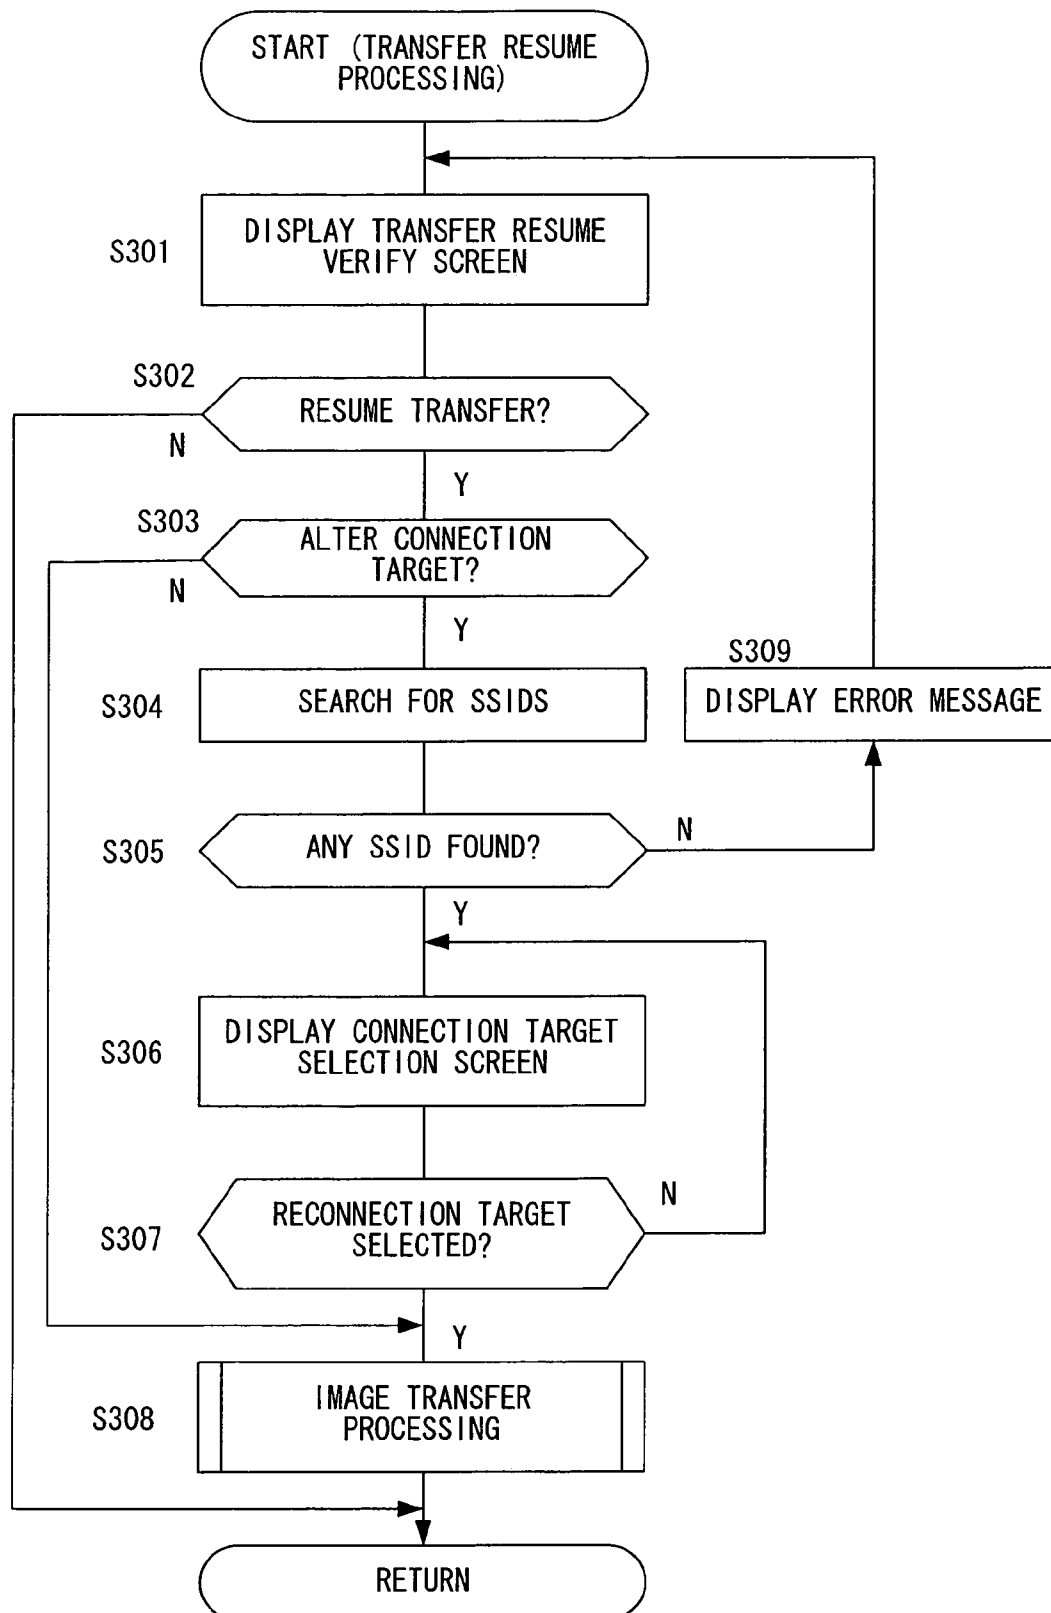 START (TRANSFER RESUME
PROCESSING)
S301
DISPLAY TRANSFER RESUME
VERIFY SCREEN
S302
RESUME TRANSFER?
N
Y
S303
ALTER CONNECTION
TARGET?
N
Y
S304
SEARCH FOR SSIDS
S309
DISPLAY ERROR MESSAGE
S305
ANY SSID FOUND?
N
Y
S306
DISPLAY CONNECTION TARGET
SELECTION SCREEN
S307
RECONNECTION TARGET
SELECTED?
N
Y
S308
IMAGE TRANSFER
PROCESSING
RETURN